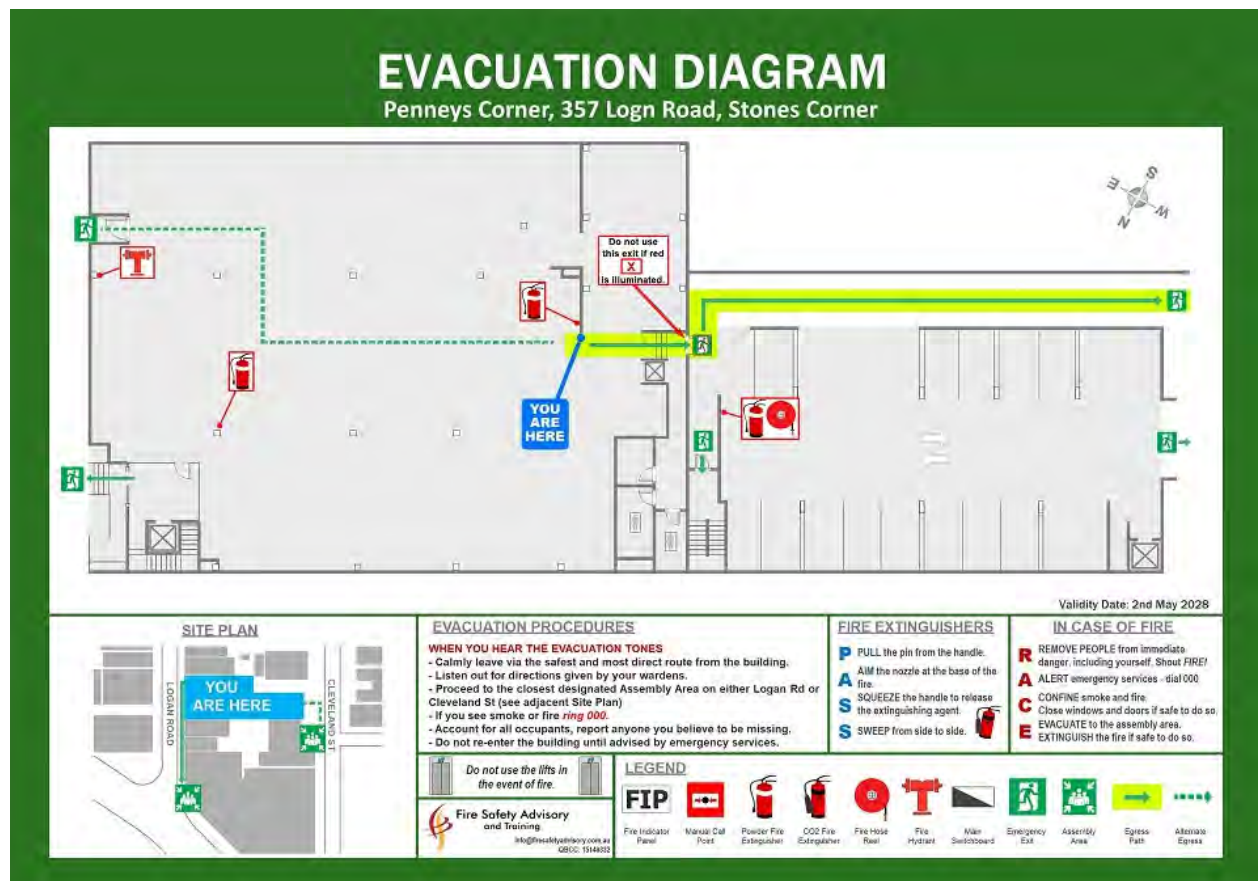 EVACUATION DIAGRAM
Penneys Corner, 357 Logn Road, Stones Corner
S
E
W
N
Do not use
this exit if red
X
is illuminated.
YOU
ARE
HERE
Validity Date: 2nd May 2028
SITE PLAN
YOU
ARE HERE
LOGAN ROAD
CLEVELAND ST
EVACUATION PROCEDURES
WHEN YOU HEAR THE EVACUATION TONES
- Calmly leave via the safest and most direct route from the building.
- Listen out for directions given by your wardens.
- Proceed to the closest designated Assembly Area on either Logan Rd or
Cleveland St (see adjacent Site Plan)
- If you see smoke or fire ring 000.
- Account for all occupants, report anyone you believe to be missing.
- Do not re-enter the building until advised by emergency services.
FIRE EXTINGUISHERS
P PULL the pin from the handle.
A AIM the nozzle at the base of the
fire.
S SQUEEZE the handle to release
the extinguishing agent.
S SWEEP from side to side.
IN CASE OF FIRE
R REMOVE PEOPLE from immediate
danger, including yourself. Shout FIRE!
A ALERT emergency services - dial 000
C CONFINE smoke and fire.
Close windows and doors if safe to do so.
E EVACUATE to the assembly area.
EXTINGUISH the fire if safe to do so.
Do not use the lifts in
the event of fire.
Fire Safety Advisory
and Training
info@firesafetyadvisory.com.au
LEGEND
FIP
Fire Indicator
Panel
Manual Call
Point
Powder Fire
Extinguisher
CO2 Fire
Extinguisher
Fire Hose
Reel
Fire
Hydrant
Main
Switchboard
Emergency
Exit
Assembly
Area
Egress
Path
Alternate
Egress